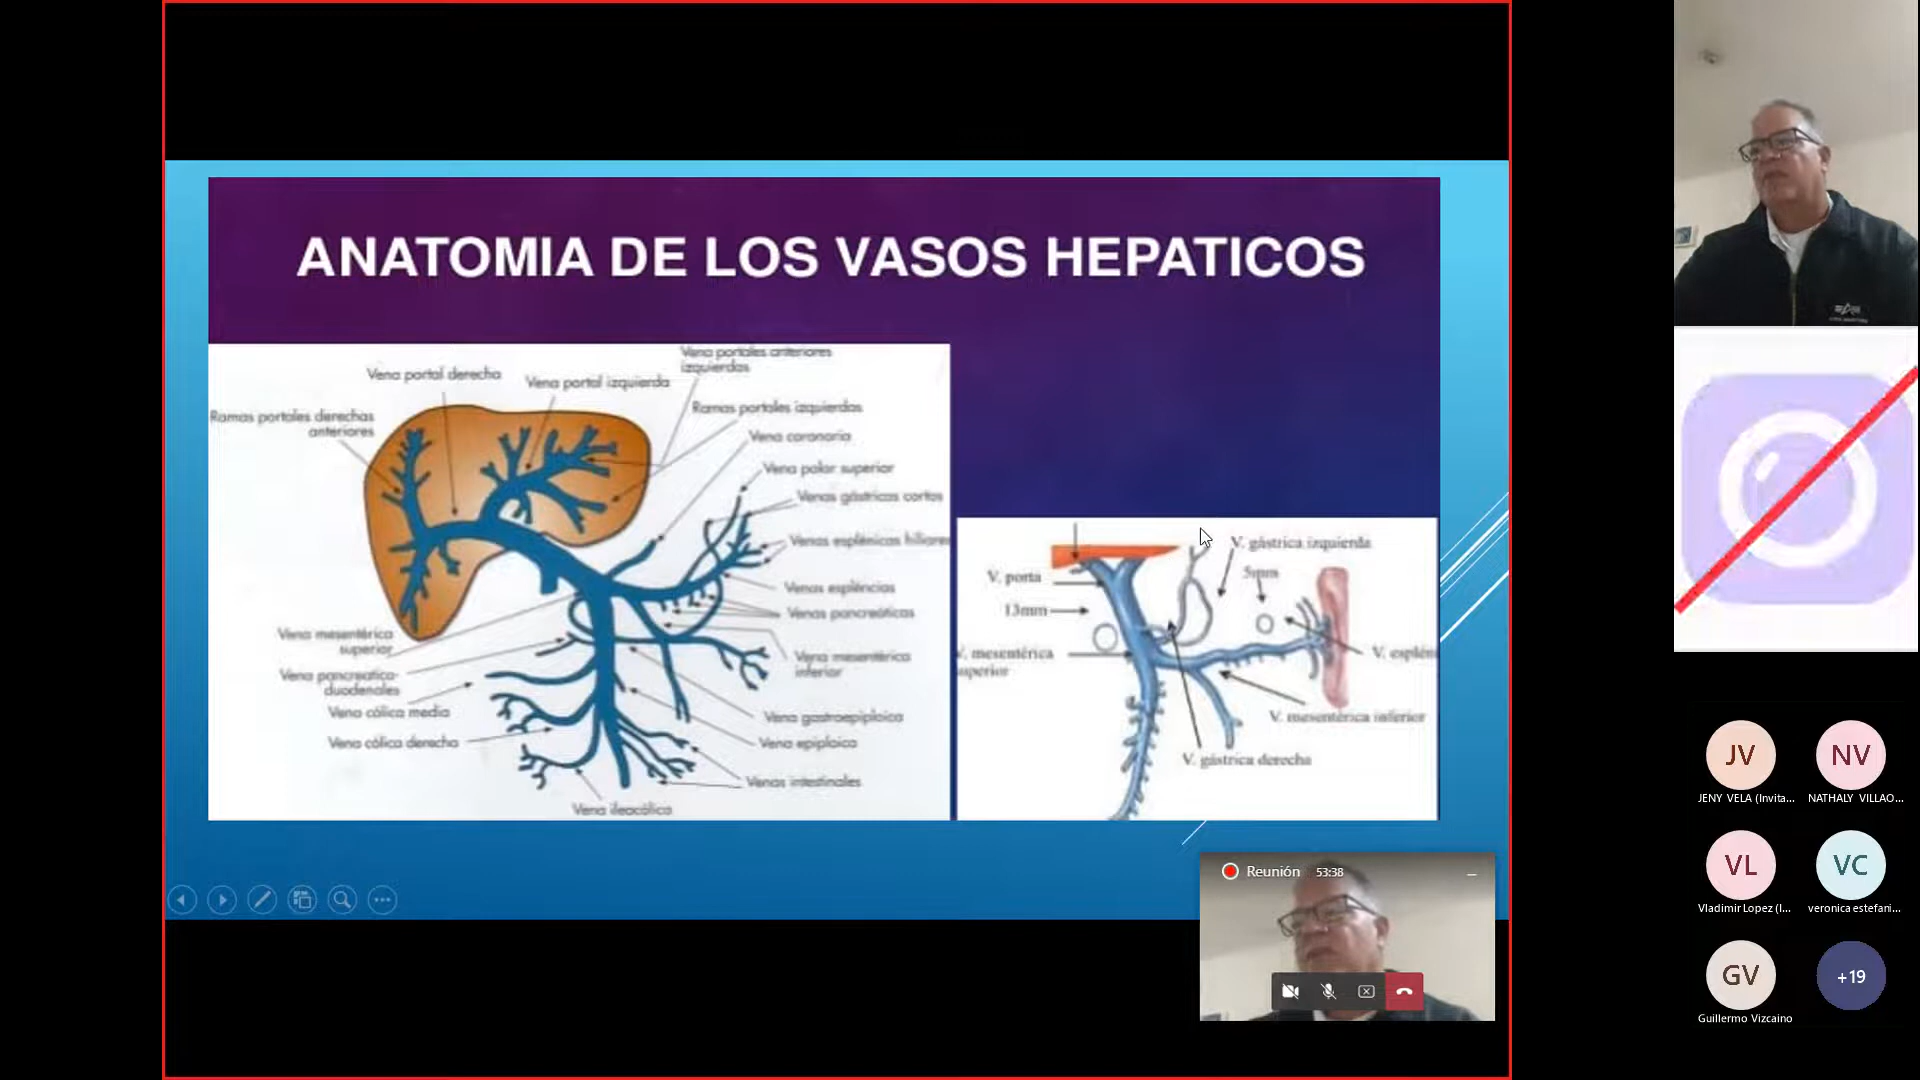 ANATOMIA DE LOS VASOS HEPATICOS
Vena portales anteriores
izquierdas
Vena portal derecha
Vena portal izquierda
Ramas portales derechas
anteriores
Ramas portales izquierdas
Vena coronaria
Vena polar superior
Venas gástricas cortas
Venas esplénicas hiliares
Venas esplénicas
Venas pancreáticas
Vena mesentérica
superior
Vena mesentérica
inferior
Vena pancreatico-
duodenales
Vena cólica media
Vena cólica derecha
Vena gastroepiploica
Vena epiploica
Venas intestinales
Vena ileocólica
V. gástrica izquierda
V. porta
5mm
13mm
V. mesentérica
superior
V. esplén
V. mesentérica inferior
V. gástrica derecha
Reunión 53:38
JV
JENY VELA (Invita...
NV
NATHALY VILLAO...
VL
Vladimir Lopez (I...
VC
veronica estefani...
GV
Guillermo Vizcaino
+19